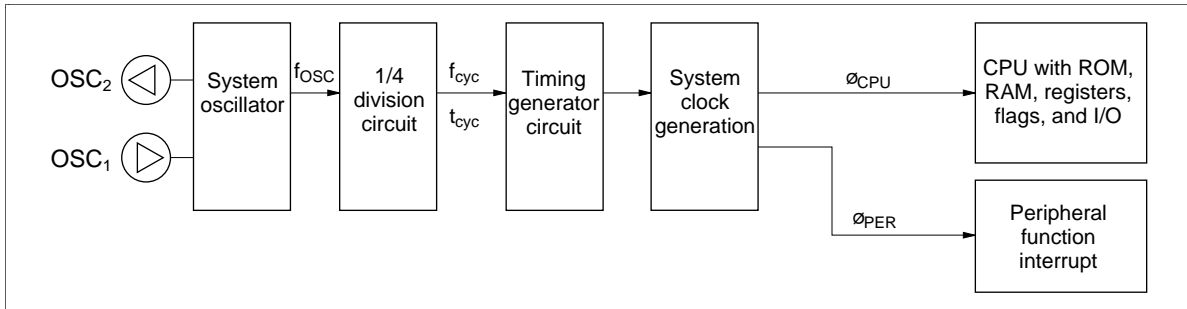 OSC₂
OSC₁
System
oscillator
fOSC
1/4
division
circuit
fcyc
tcyc
Timing
generator
circuit
System
clock
generation
øCPU
øPER
CPU with ROM,
RAM, registers,
flags, and I/O
Peripheral
function
interrupt